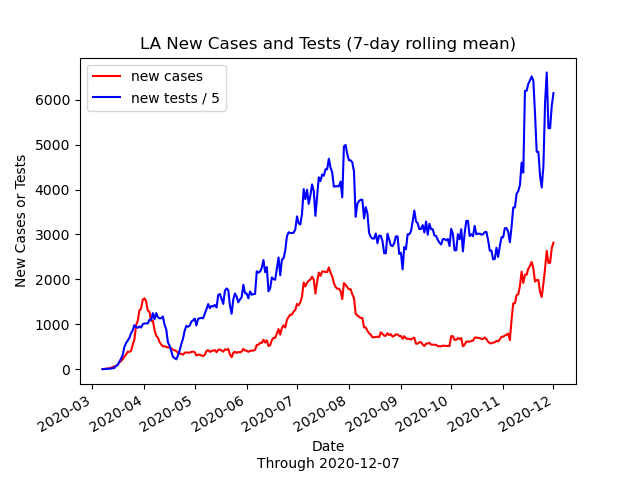 LA New Cases and Tests (7-day rolling mean)
new cases
new tests / 5
New Cases or Tests
6000
5000
4000
3000
2000
1000
0
2020-03
2020-04
2020-05
2020-06
2020-07
2020-08
2020-09
2020-10
2020-11
2020-12
Date
Through 2020-12-07